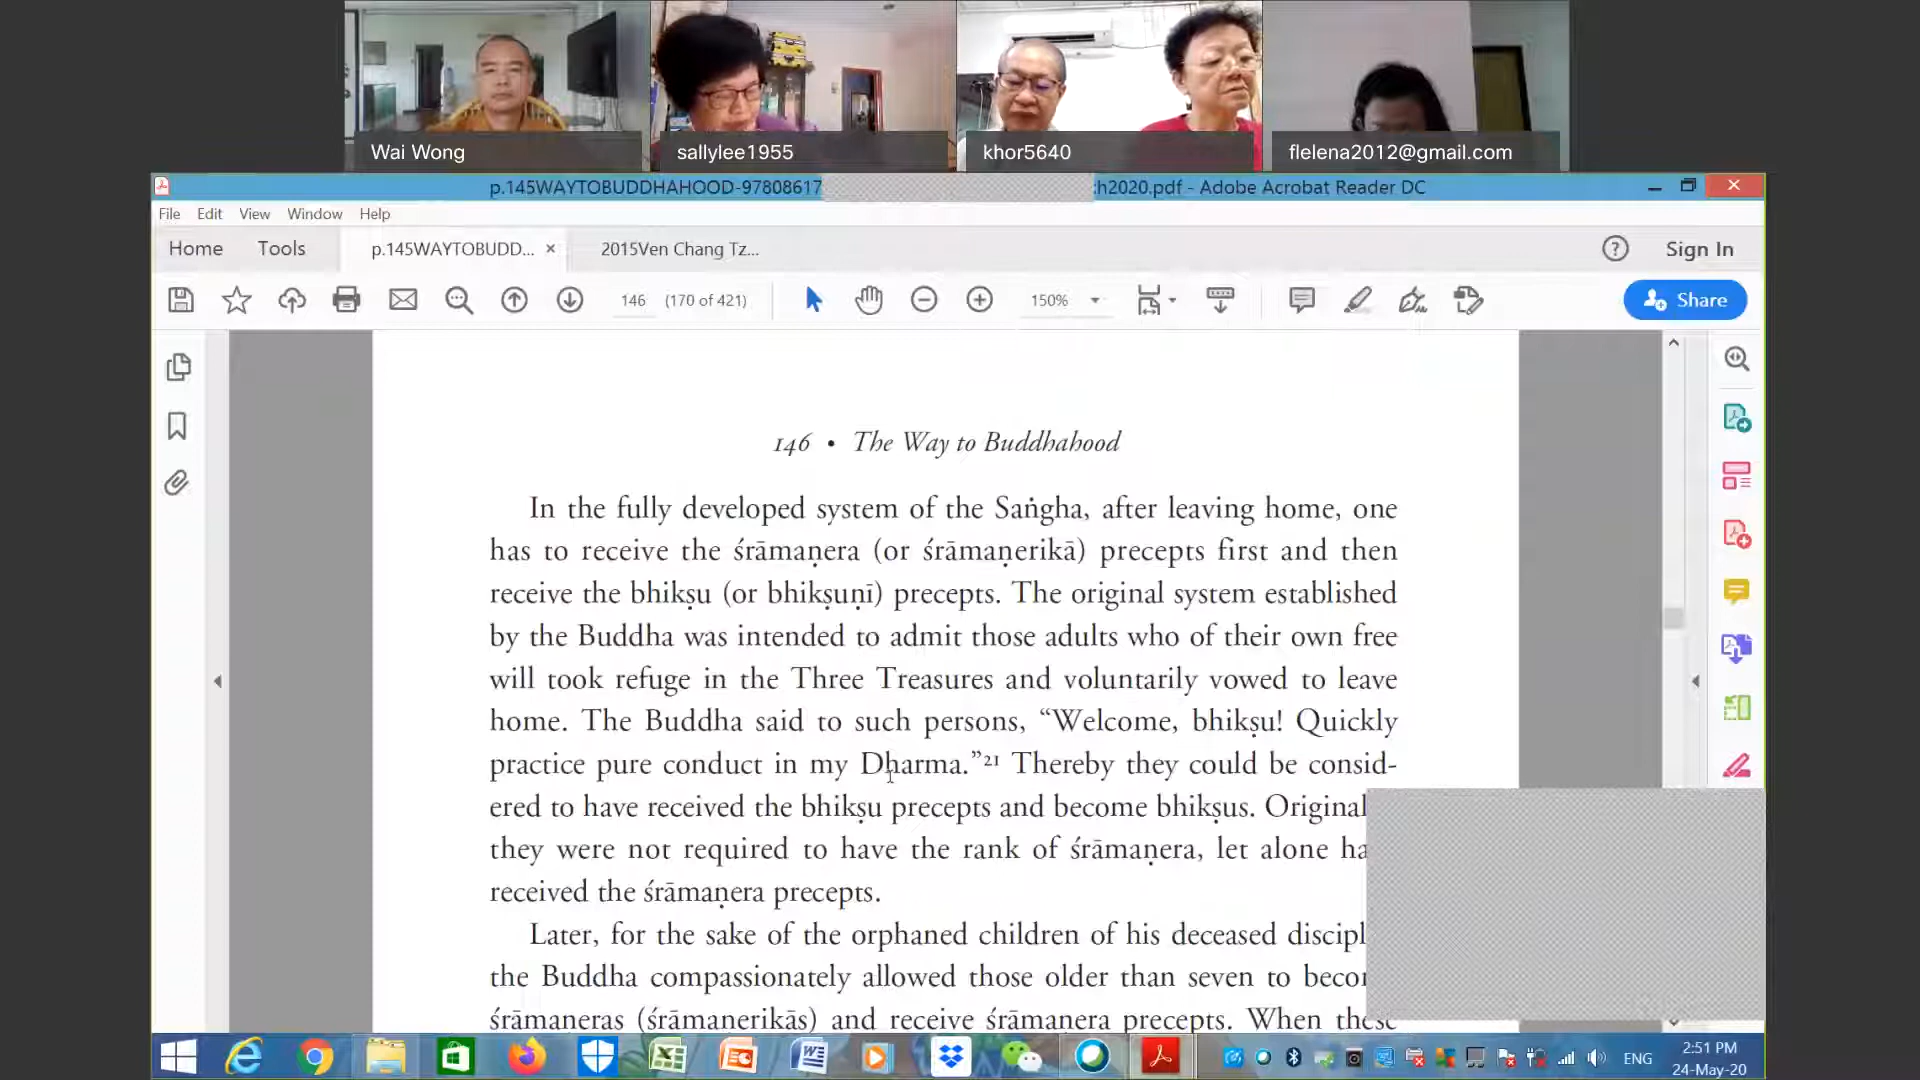 Wai Wong
sallylee1955
khor5640
flelena2012@gmail.com
p.145WAYTOBUDDHAHOOD-97808617
h2020.pdf - Adobe Acrobat Reader DC
File Edit View Window Help
Home Tools p.145WAYTOBUDD... × 2015Ven Chang Tz... Sign In
146 (170 of 421) 150% Share
146 • The Way to Buddhahood
In the fully developed system of the Saṅgha, after leaving home, one
has to receive the śrāmaṇera (or śrāmaṇerikā) precepts first and then
receive the bhikṣu (or bhikṣuṇī) precepts. The original system established
by the Buddha was intended to admit those adults who of their own free
will took refuge in the Three Treasures and voluntarily vowed to leave
home. The Buddha said to such persons, “Welcome, bhikṣu! Quickly
practice pure conduct in my Dharma.”²¹ Thereby they could be consid-
ered to have received the bhikṣu precepts and become bhikṣus. Original
they were not required to have the rank of śrāmaṇera, let alone ha
received the śrāmaṇera precepts.
Later, for the sake of the orphaned children of his deceased discipl
the Buddha compassionately allowed those older than seven to becom
śrāmaneras (śrāmanerikās) and receive śrāmanera precepts. When these
ENG
2:51 PM
24-May-20